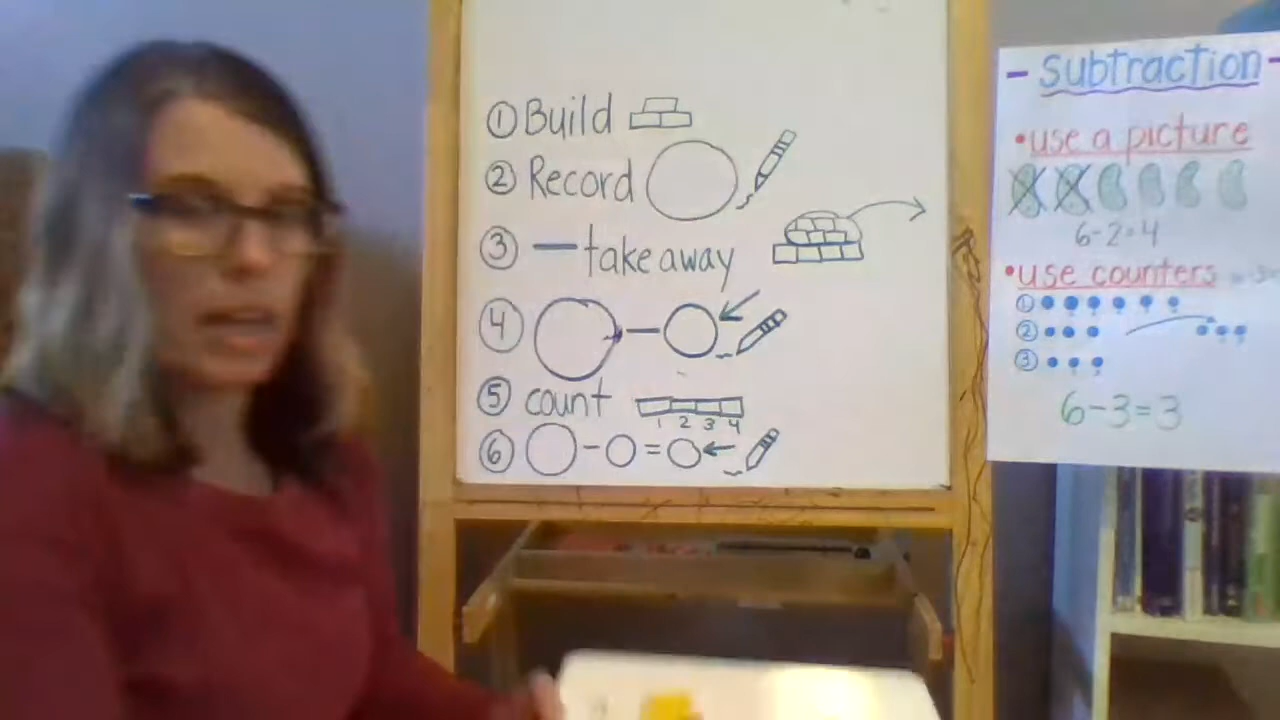 ① Build
② Record
③ — take away
④ —
⑤ count
1 2 3 4
⑥ - =
- Subtraction -
• use a picture
6-2=4
• use counters
①
②
③
6-3=3